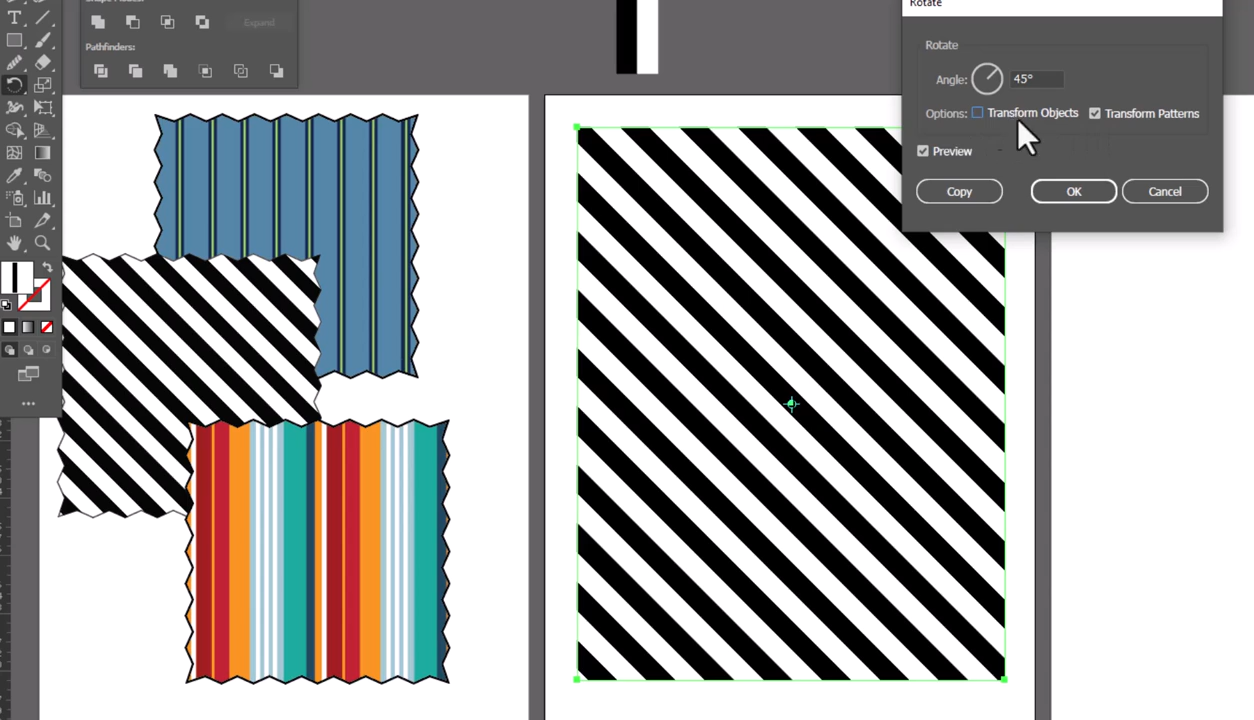 Expand
Pathfinders:
Rotate
Rotate
Angle: 45°
Options: Transform Objects Transform Patterns
Preview
Copy OK Cancel